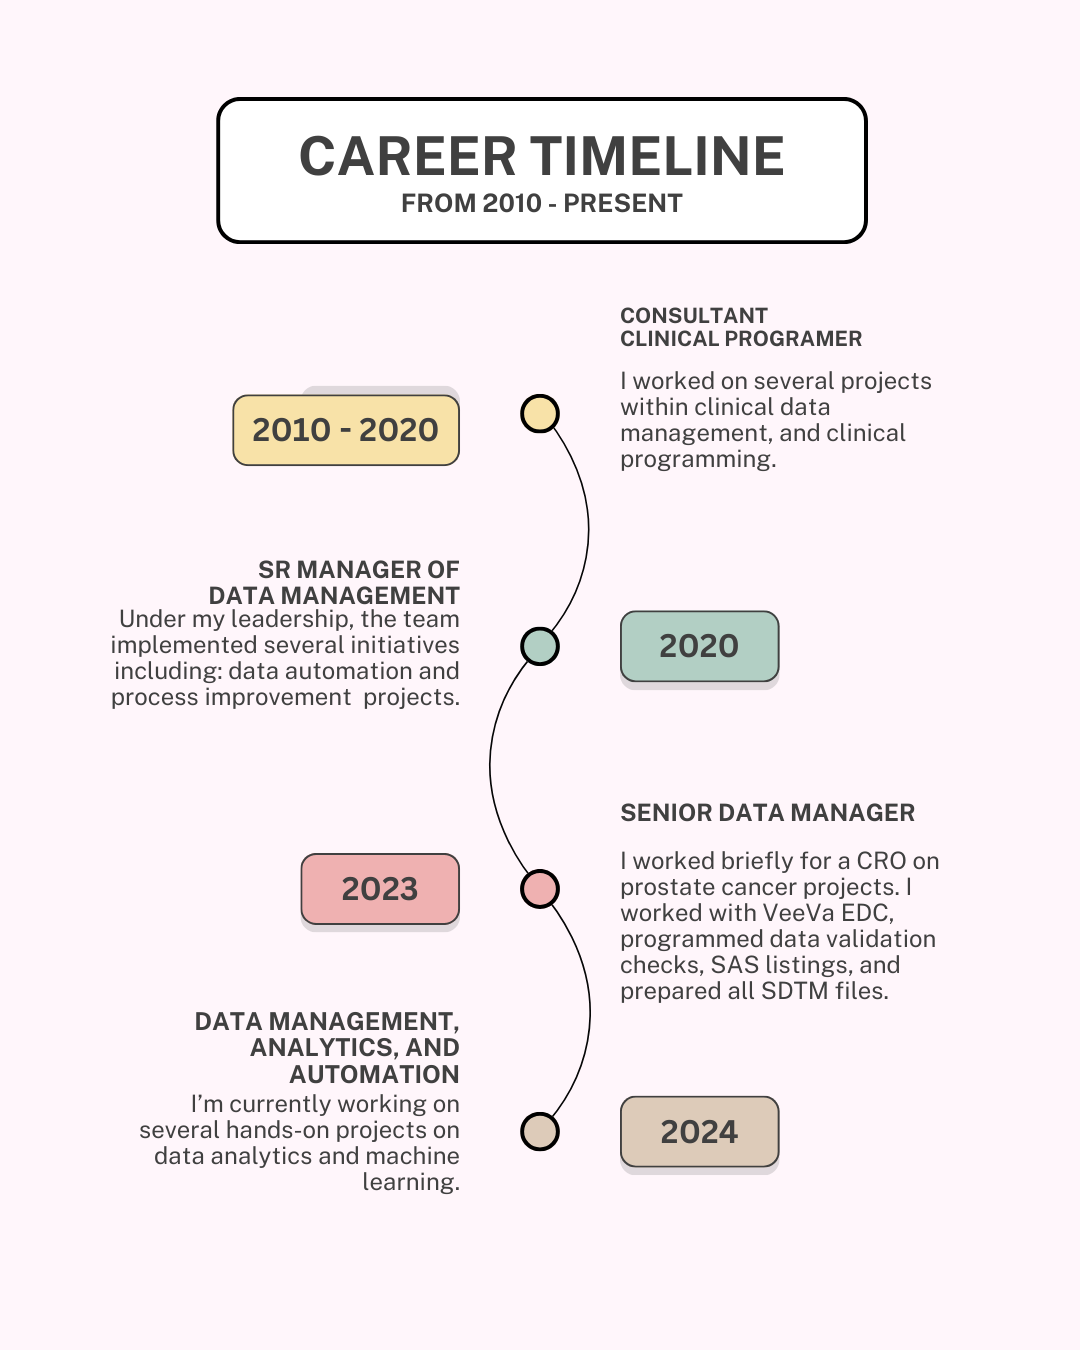 CAREER TIMELINE
FROM 2010 - PRESENT
CONSULTANT
CLINICAL PROGRAMER
I worked on several projects
within clinical data
management, and clinical
programming.
2010 - 2020
SR MANAGER OF
DATA MANAGEMENT
Under my leadership, the team
implemented several initiatives
including: data automation and
process improvement  projects.
2020
SENIOR DATA MANAGER
I worked briefly for a CRO on
prostate cancer projects. I
worked with VeeVa EDC,
programmed data validation
checks, SAS listings, and
prepared all SDTM files.
2023
DATA MANAGEMENT,
ANALYTICS, AND
AUTOMATION
I’m currently working on
several hands-on projects on
data analytics and machine
learning.
2024